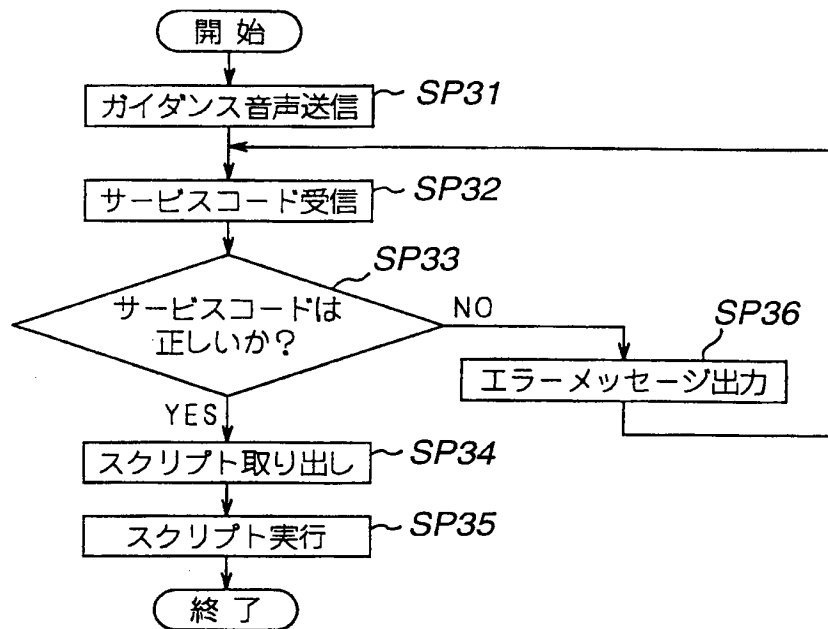 開始
ガイダンス音声送信
SP31
サービスコード受信
SP32
SP33
サービスコードは
正しいか?
NO
SP36
エラーメッセージ出力
YES
スクリプト取り出し
SP34
スクリプト実行
SP35
終了